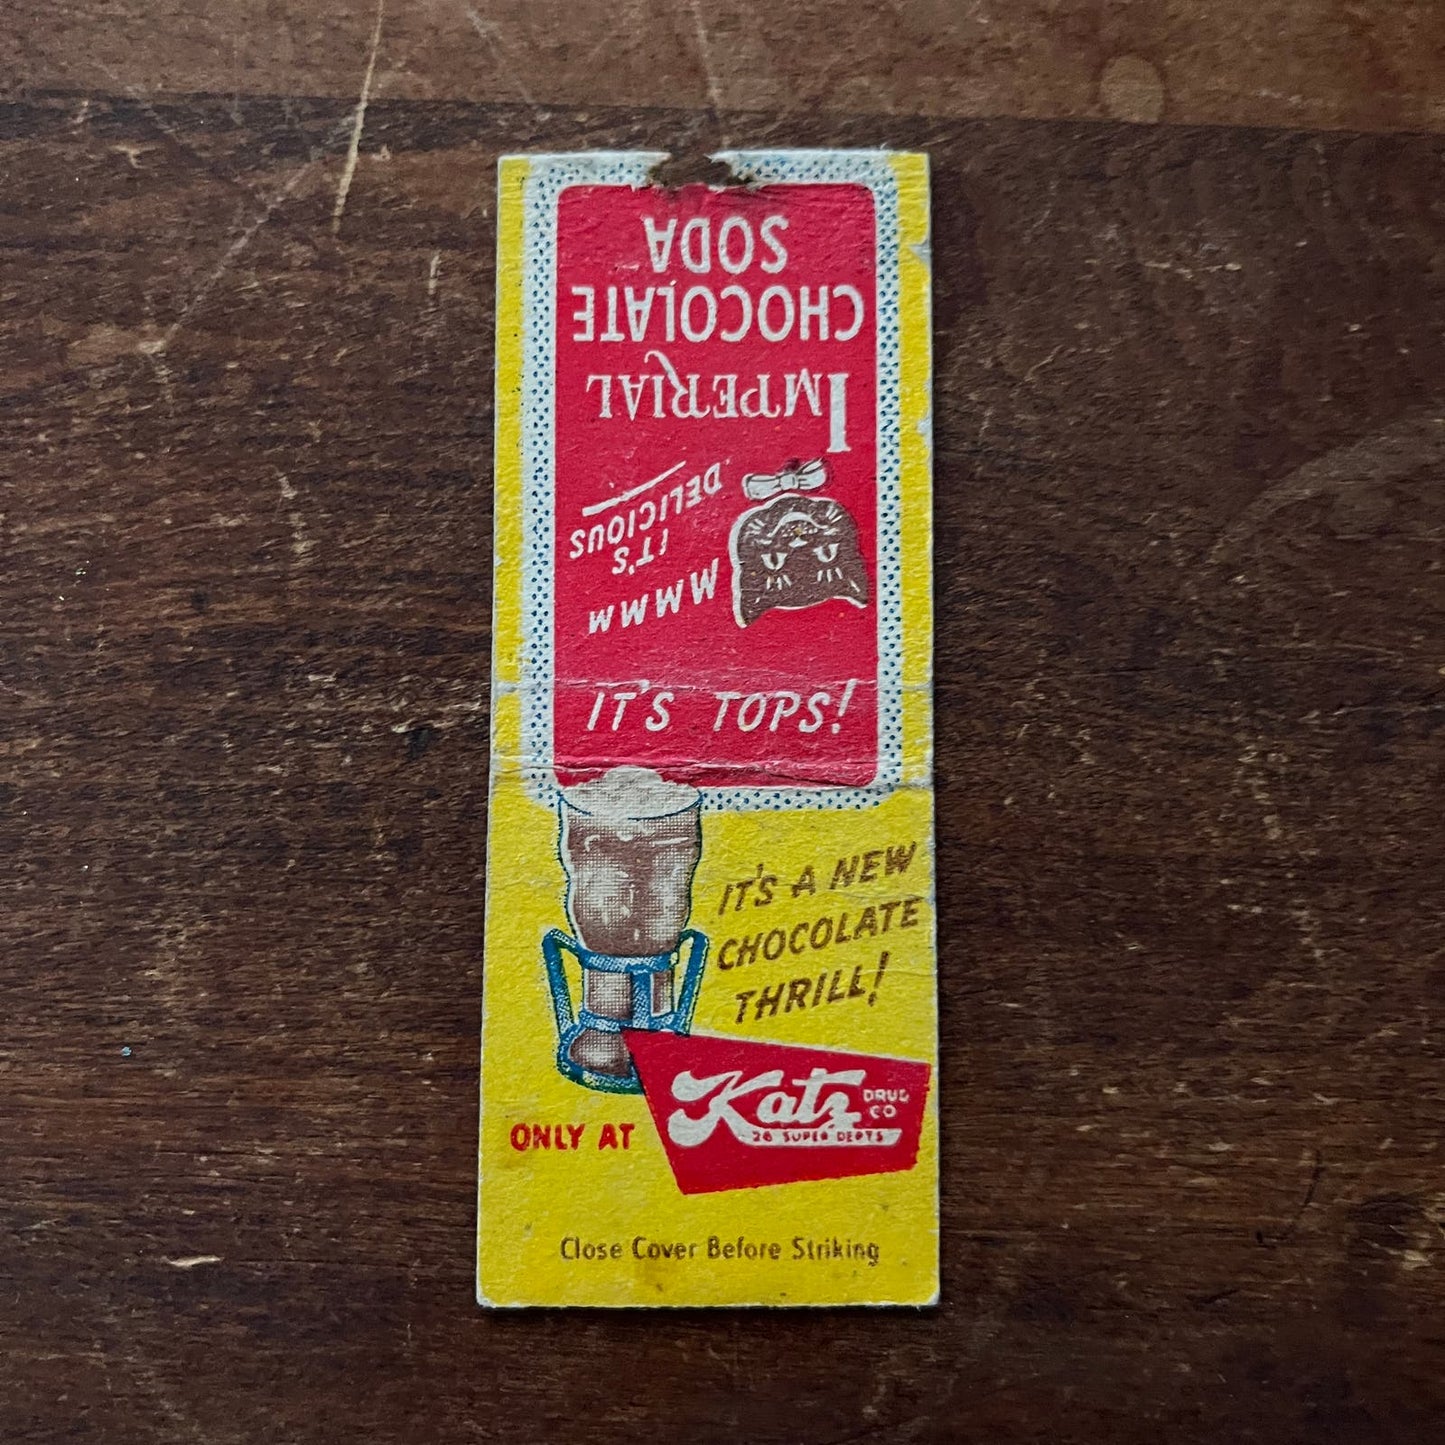 IMPERIAL
CHOCOLATE
SODA
MMMM
IT'S
DELICIOUS
IT'S TOPS!
IT'S A NEW
CHOCOLATE
THRILL!
ONLY AT
Katz DRUG
CO
26 SUPER DEPTS
Close Cover Before Striking